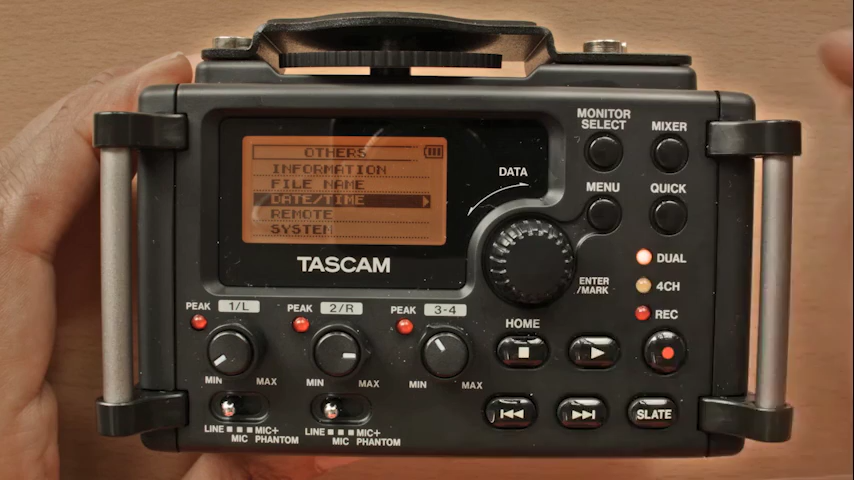 MONITOR
SELECT
MIXER
OTHERS
INFORMATION
FILE NAME
DATE/TIME
REMOTE
SYSTEM
DATA
MENU
QUICK
TASCAM
DUAL
4CH
REC
ENTER
/MARK
PEAK 1/L
PEAK 2/R
PEAK 3-4
HOME
MIN MAX
MIN MAX
MIN MAX
LINE MIC+
MIC PHANTOM
LINE MIC+
MIC PHANTOM
SLATE